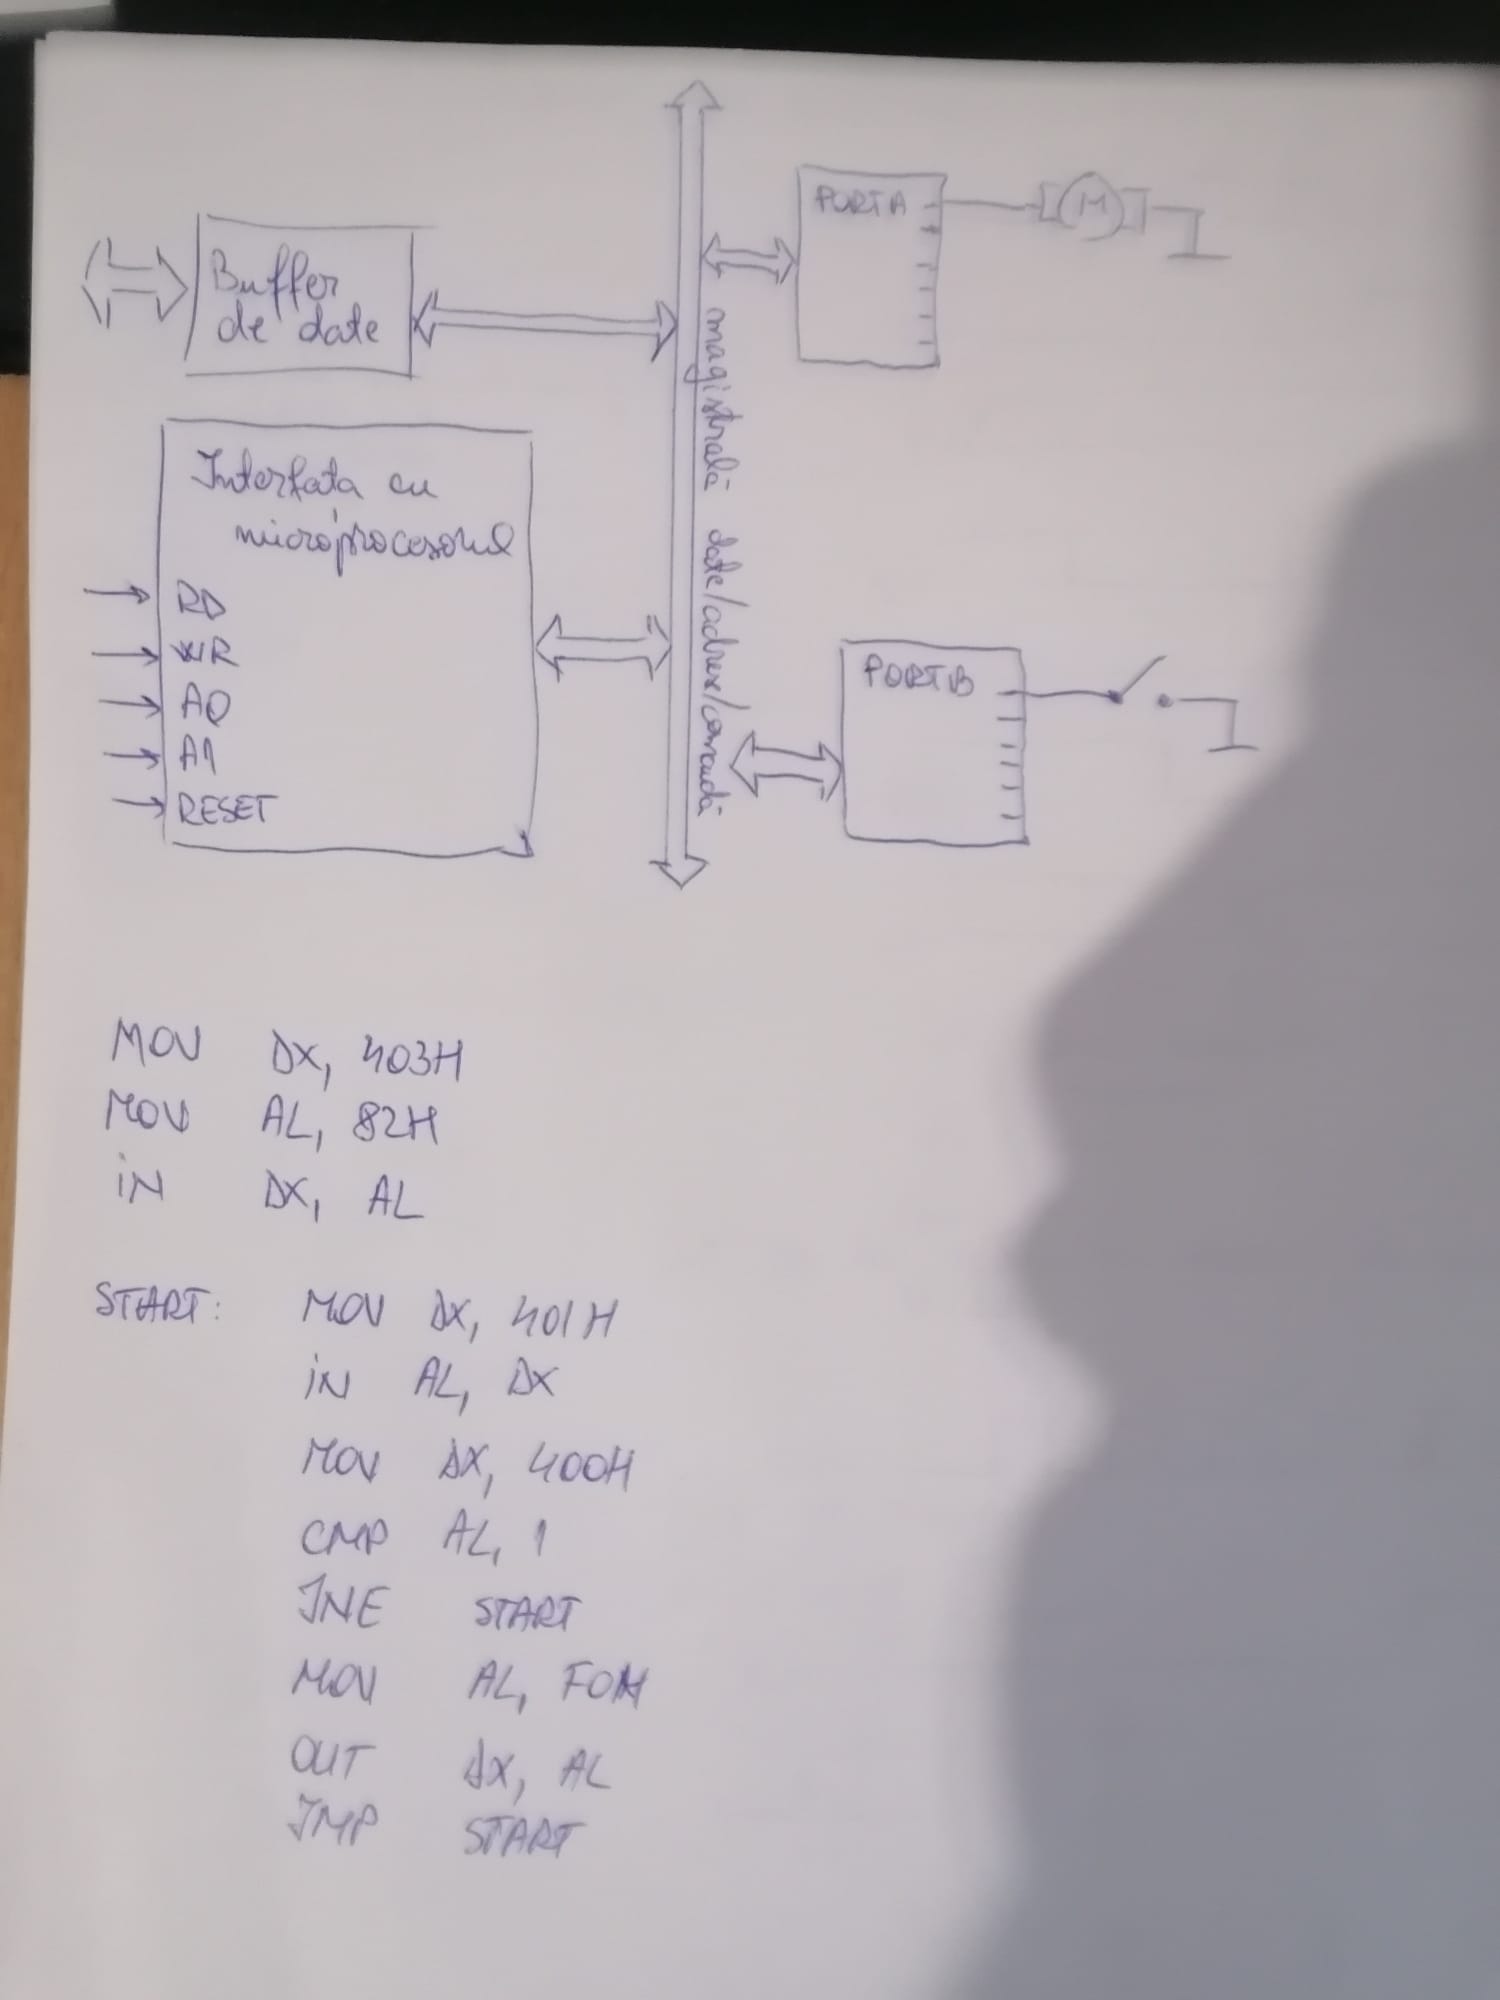 Buffer
de date
Interfața cu
microprocesorul
RD
WR
A0
A1
RESET
magistrală date/adrese/comandă
PORT A
M
PORT B
MOV DX, 403H
MOV AL, 82H
iN DX, AL
START: MOV DX, 401H
iN AL, DX
MOV DX, 400H
CMP AL, 1
JNE START
MOV AL, F0H
OUT DX, AL
JMP START